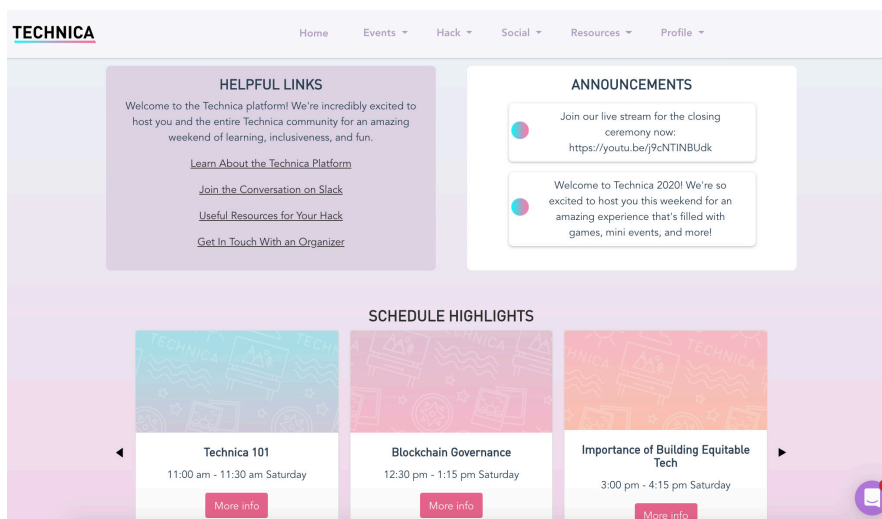 TECHNICA
Home Events Hack Social Resources Profile
HELPFUL LINKS
Welcome to the Technica platform! We're incredibly excited to
host you and the entire Technica community for an amazing
weekend of learning, inclusiveness, and fun.
Learn About the Technica Platform
Join the Conversation on Slack
Useful Resources for Your Hack
Get In Touch With an Organizer
ANNOUNCEMENTS
Join our live stream for the closing
ceremony now:
https://youtu.be/j9cNTINBUdk
Welcome to Technica 2020! We're so
excited to host you this weekend for an
amazing experience that's filled with
games, mini events, and more!
SCHEDULE HIGHLIGHTS
TECHNICA
TECHNICA
TECHNICA
Technica 101
11:00 am - 11:30 am Saturday
More info
Blockchain Governance
12:30 pm - 1:15 pm Saturday
More info
Importance of Building Equitable
Tech
3:00 pm - 4:15 pm Saturday
More info